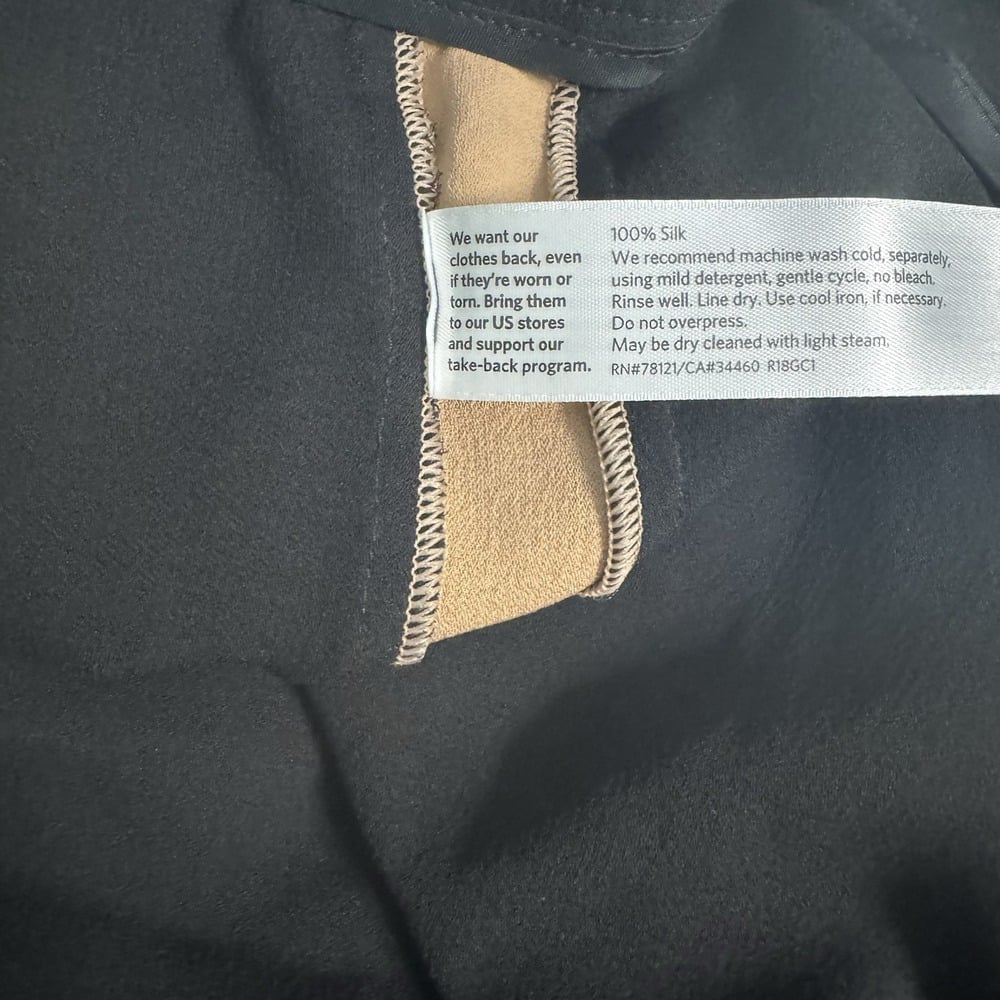 We want our
clothes back, even
if they're worn or
torn. Bring them
to our US stores
and support our
take-back program.
100% Silk
We recommend machine wash cold, separately,
using mild detergent, gentle cycle, no bleach.
Rinse well. Line dry. Use cool iron, if necessary.
Do not overpress.
May be dry cleaned with light steam.
RN#78121/CA#34460 R18GC1